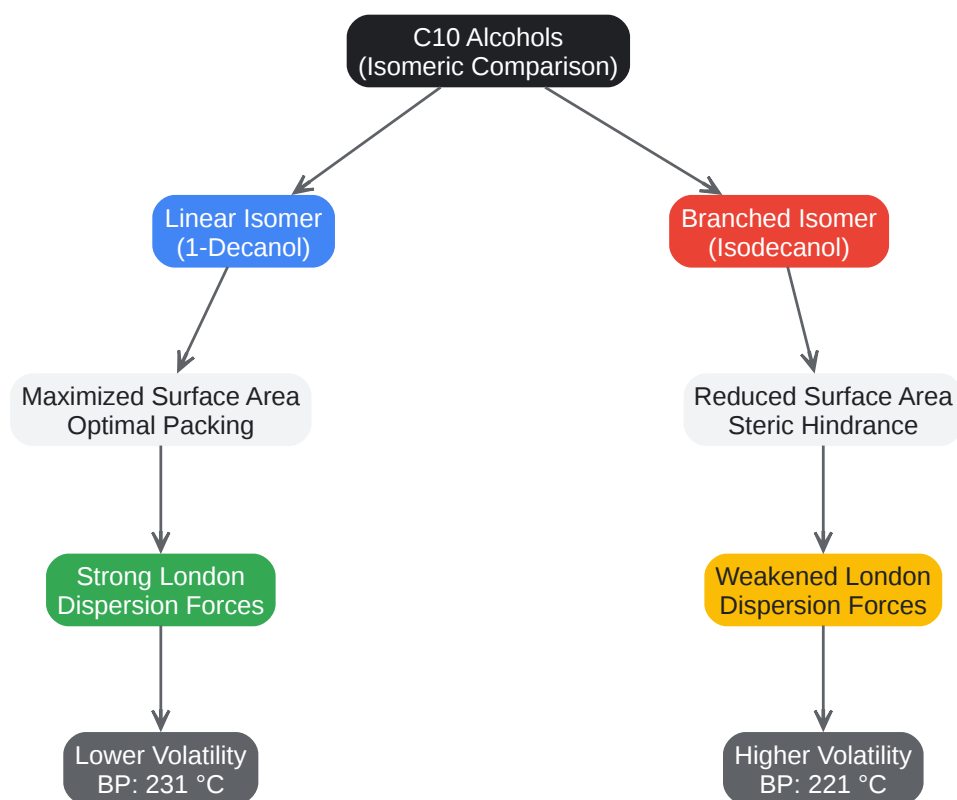 C10 Alcohols
(Isomeric Comparison)
Linear Isomer
(1-Decanol)
Branched Isomer
(Isodecanol)
Maximized Surface Area
Optimal Packing
Reduced Surface Area
Steric Hindrance
Strong London
Dispersion Forces
Weakened London
Dispersion Forces
Lower Volatility
BP: 231 °C
Higher Volatility
BP: 221 °C